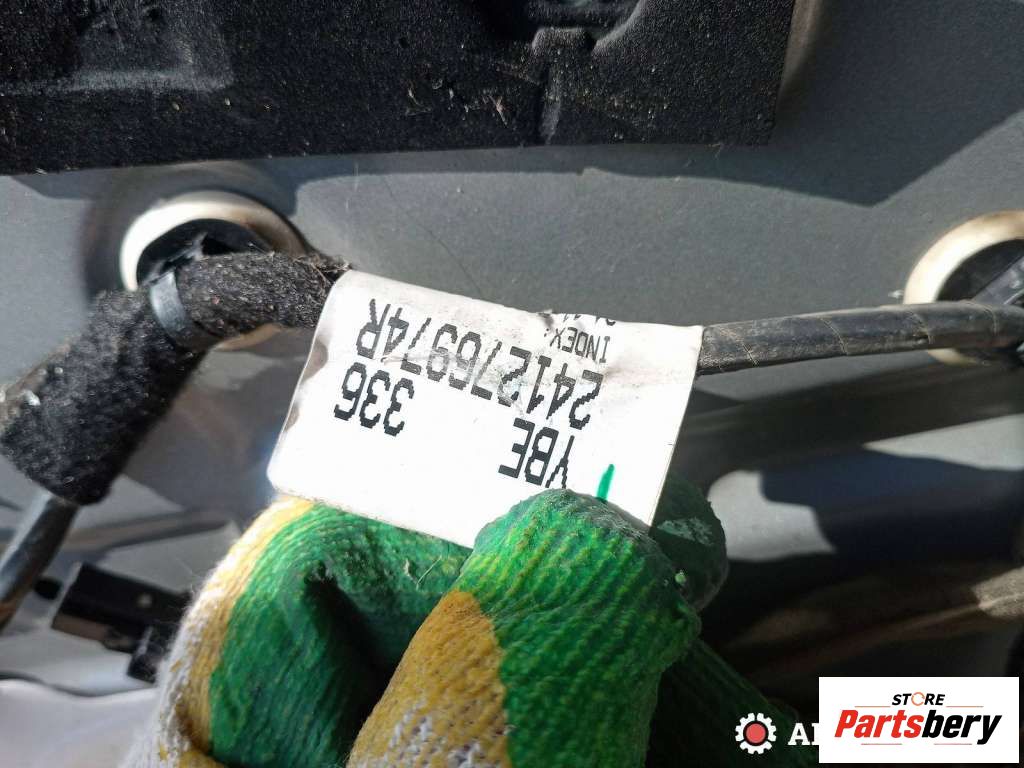 YBE 336
241276974R
INDEX:
STORE
Partsbery